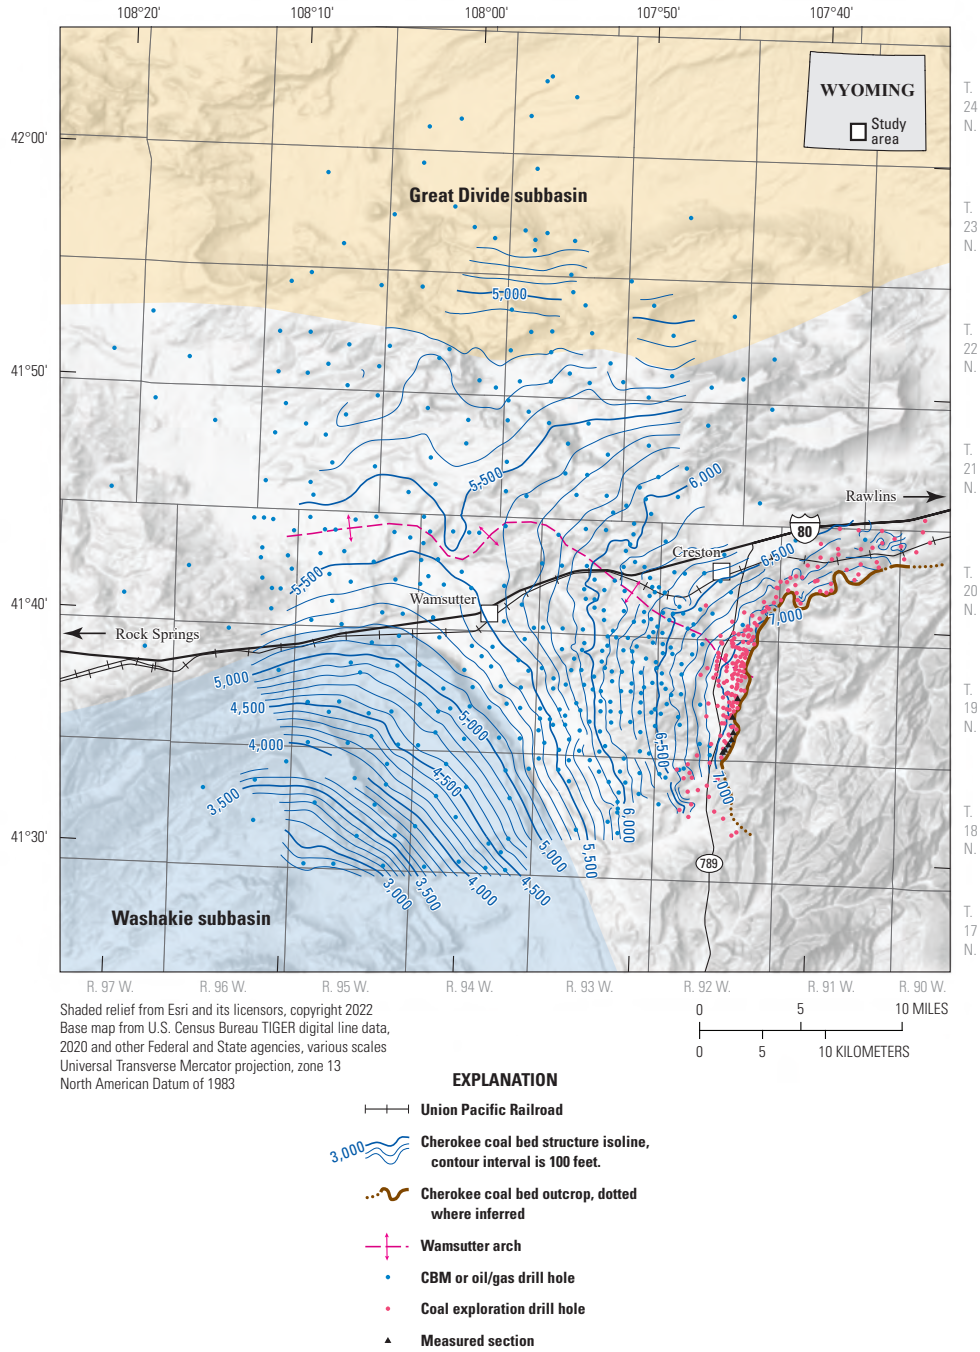 108°20'
108°10'
108°00'
107°50'
107°40'
WYOMING
Study
area
T.
24
N.
42°00'
Great Divide subbasin
T.
23
N.
5,000
T.
22
N.
41°50'
5,500
6,000
T.
21
N.
Rawlins
80
Creston
6,500
5,500
Wamsutter
T.
20
N.
41°40'
7,000
Rock Springs
5,000
4,500
5,000
T.
19
N.
4,000
6,500
4,500
7,000
3,500
6,000
T.
18
N.
41°30'
5,000
5,500
789
3,000
3,500
4,000
4,500
Washakie subbasin
T.
17
N.
R. 97 W.
R. 96 W.
R. 95 W.
R. 94 W.
R. 93 W.
R. 92 W.
R. 91 W.
R. 90 W.
Shaded relief from Esri and its licensors, copyright 2022
Base map from U.S. Census Bureau TIGER digital line data,
2020 and other Federal and State agencies, various scales
Universal Transverse Mercator projection, zone 13
North American Datum of 1983
0 5 10 MILES
0 5 10 KILOMETERS
EXPLANATION
Union Pacific Railroad
3,000
Cherokee coal bed structure isoline,
contour interval is 100 feet.
Cherokee coal bed outcrop, dotted
where inferred
Wamsutter arch
CBM or oil/gas drill hole
Coal exploration drill hole
Measured section